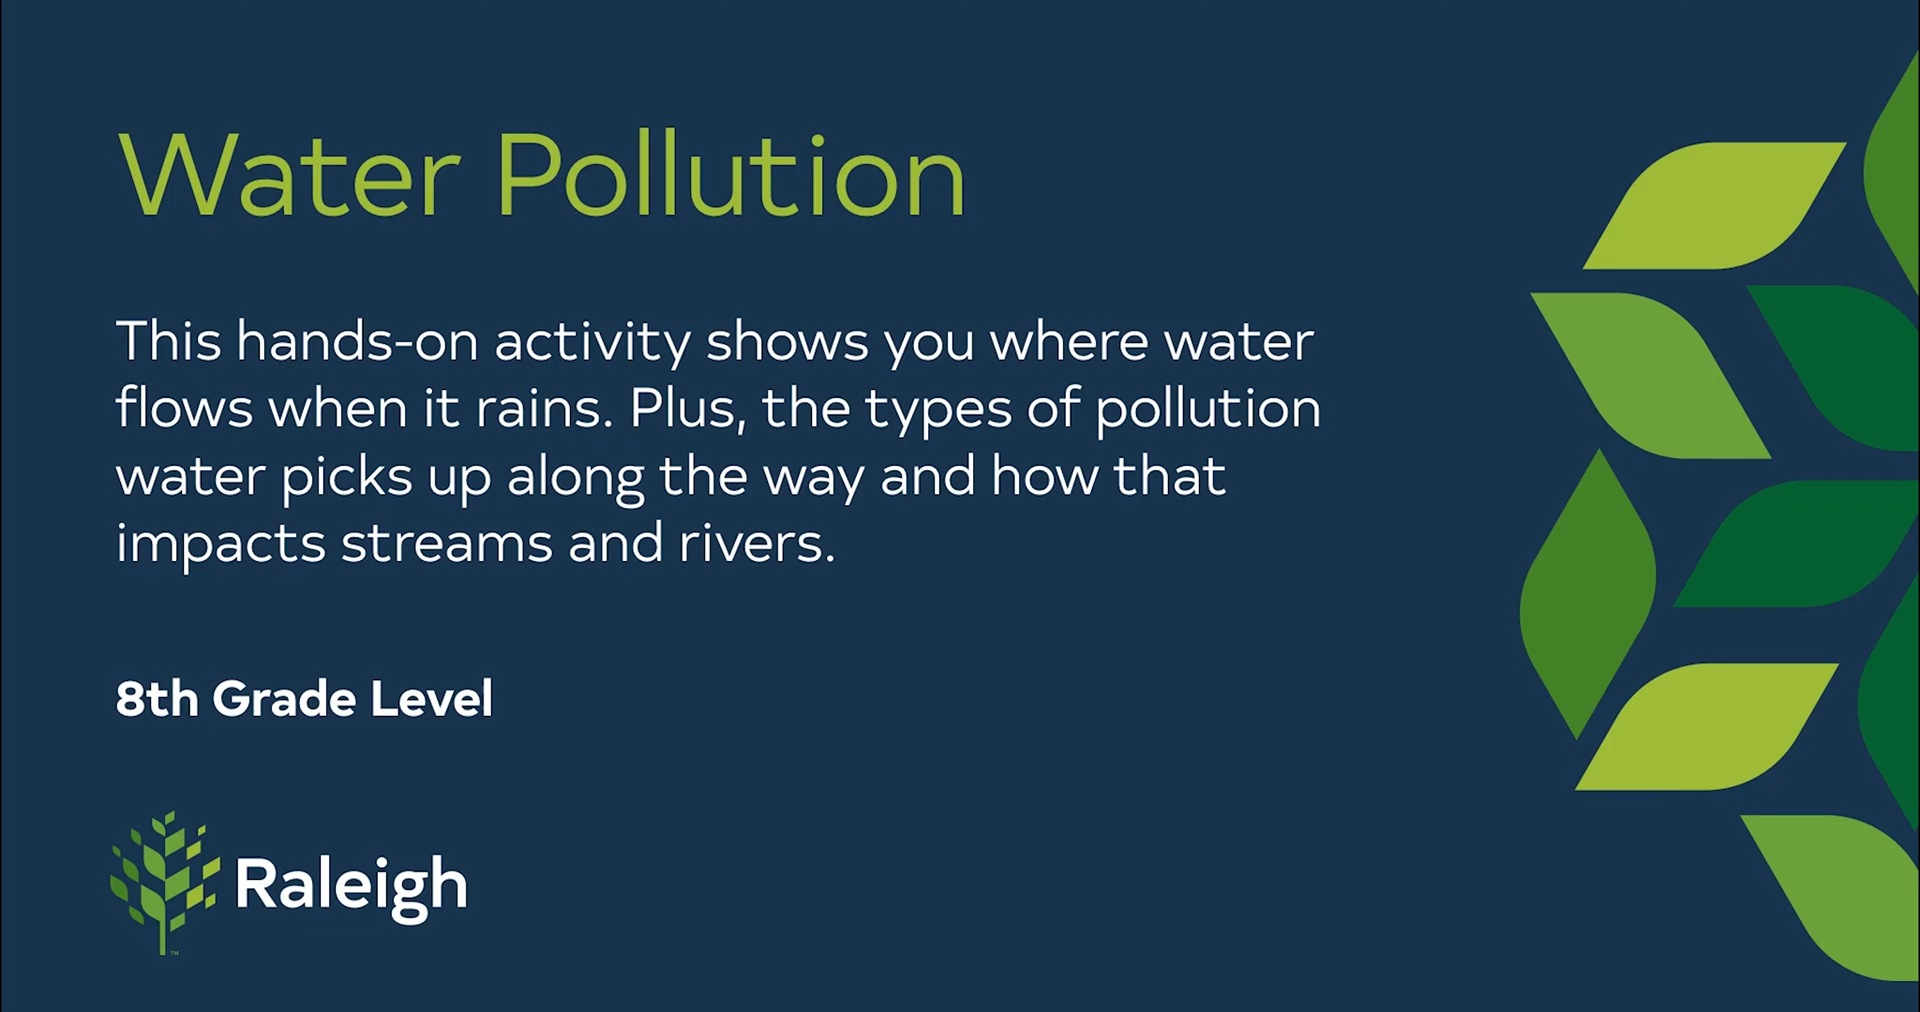 Water Pollution
This hands-on activity shows you where water
flows when it rains. Plus, the types of pollution
water picks up along the way and how that
impacts streams and rivers.
8th Grade Level
Raleigh
TM